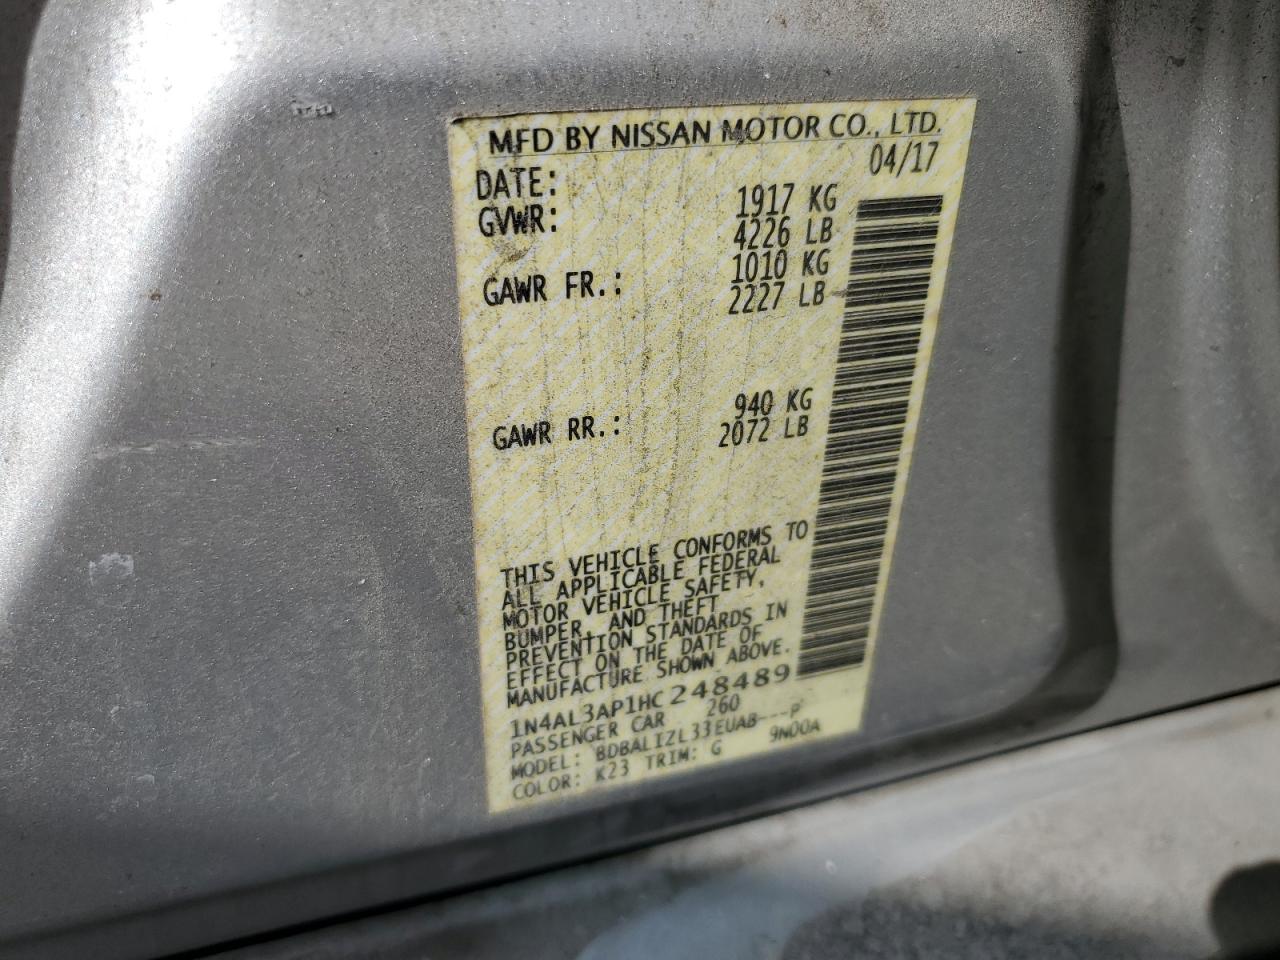 MFD BY NISSAN MOTOR CO., LTD.
DATE: 04/17
GVWR: 1917 KG
4226 LB
GAWR FR.: 1010 KG
2227 LB
GAWR RR.: 940 KG
2072 LB
THIS VEHICLE CONFORMS TO
ALL APPLICABLE FEDERAL
MOTOR VEHICLE SAFETY,
BUMPER, AND THEFT
PREVENTION STANDARDS IN
EFFECT ON THE DATE OF
MANUFACTURE SHOWN ABOVE.
1N4AL3AP1HC248489
PASSENGER CAR 260
MODEL: BDBALIZL33EUAB---P
COLOR: K23 TRIM: G 9N00A